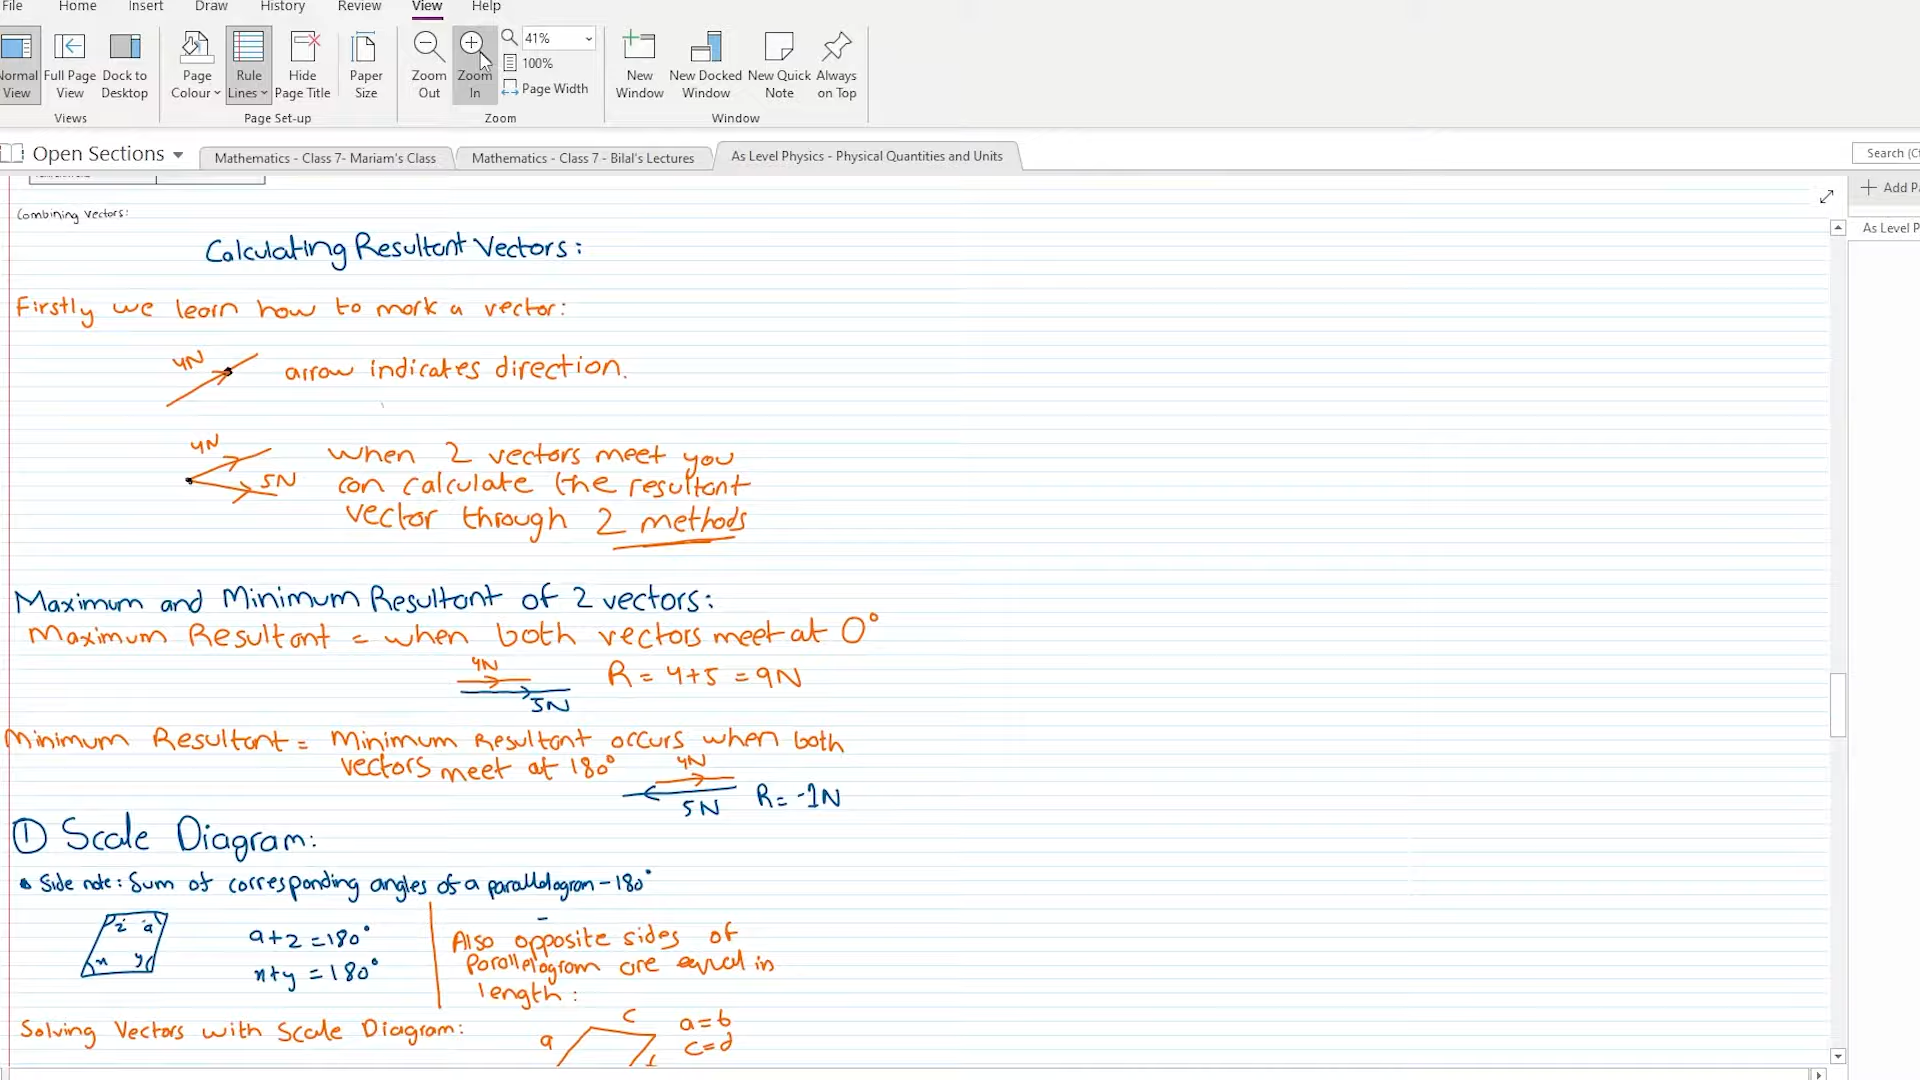 File Home Insert Draw History Review View Help
Normal View
Full Page View
Dock to Desktop
Page Colour
Rule Lines
Hide Page Title
Paper Size
Zoom Out
Zoom In
41%
100%
Page Width
New Window
New Docked Window
New Quick Note
Always on Top
Views Page Set-up Zoom Window
Open Sections
Mathematics - Class 7- Mariam's Class
Mathematics - Class 7 - Bilal's Lectures
As Level Physics - Physical Quantities and Units
Search (Ct
Add Pa
As Level P
Combining Vectors:
Calculating Resultant Vectors:
Firstly we learn how to mark a vector:
4N
arrow indicates direction.
4N
5N
when 2 vectors meet you
can calculate the resultant
vector through 2 methods
Maximum and Minimum Resultant of 2 vectors:
Maximum Resultant = when both vectors meet at 0°
4N
5N
R = 4+5 = 9N
Minimum Resultant = Minimum Resultant occurs when both
vectors meet at 180°
4N
5N
R = -1N
① Scale Diagram:
• Side note: Sum of corresponding angles of a parallelogram - 180°
z a
x y
a+z = 180°
x+y = 180°
Also opposite sides of
Parallelogram are equal in
length:
Solving Vectors with Scale Diagram:
c
a
a=b
c=d